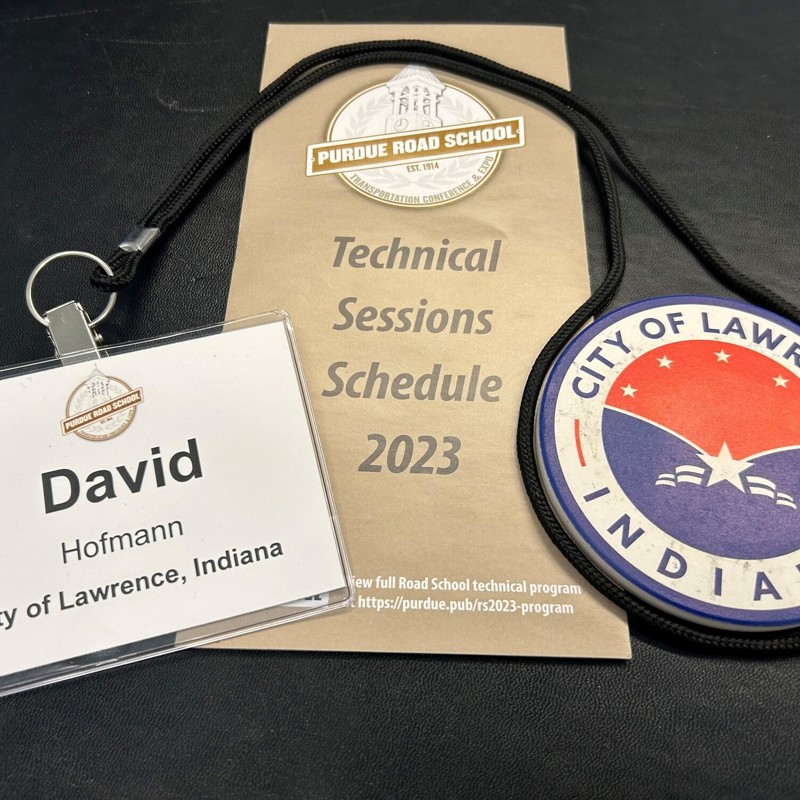 PURDUE ROAD SCHOOL
EST. 1914
TRANSPORTATION CONFERENCE & EXPO
Technical
Sessions
Schedule
2023
iew full Road School technical program
https://purdue.pub/rs2023-program
PURDUE ROAD SCHOOL
David
Hofmann
ty of Lawrence, Indiana
CITY OF LAWR
INDIA